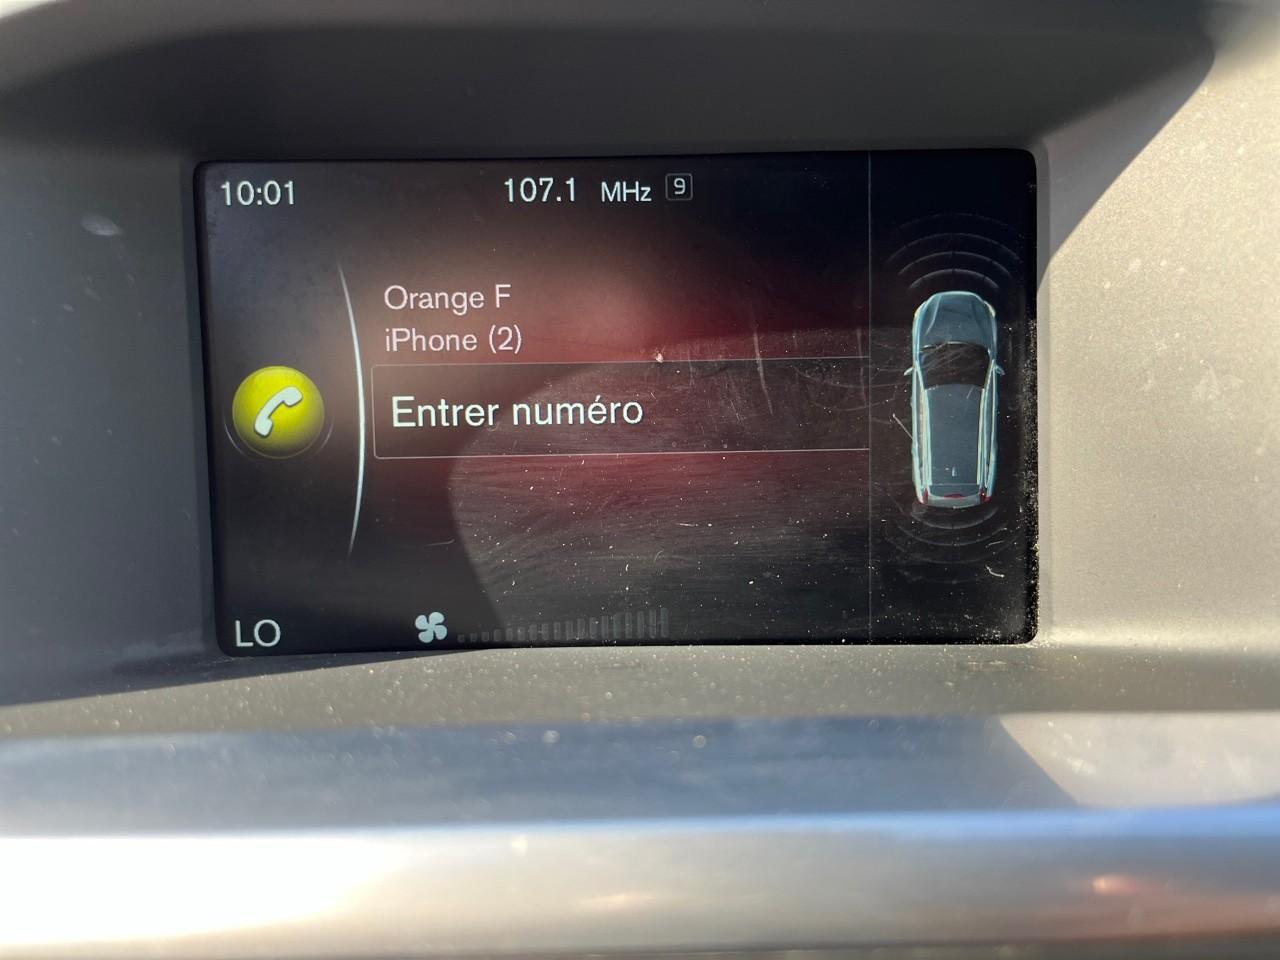 10:01 107.1 MHz 9
Orange F
iPhone (2)
Entrer numéro
LO